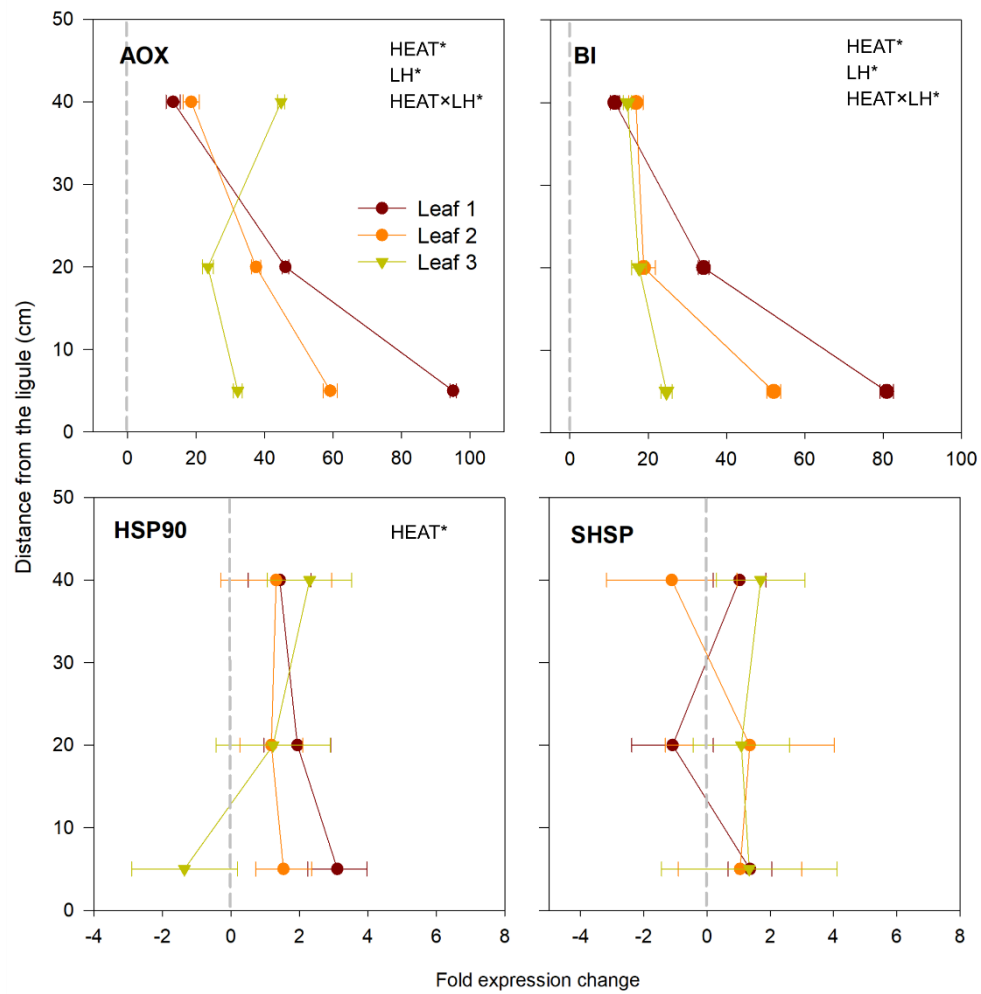 50
40
30
20
10
0
AOX
HEAT*
LH*
HEAT×LH*
Leaf 1
Leaf 2
Leaf 3
0 20 40 60 80 100
BI
HEAT*
LH*
HEAT×LH*
0 20 40 60 80 100
Distance from the ligule (cm)
50
40
30
20
10
0
HSP90
HEAT*
-4 -2 0 2 4 6 8
SHSP
-4 -2 0 2 4 6 8
Fold expression change